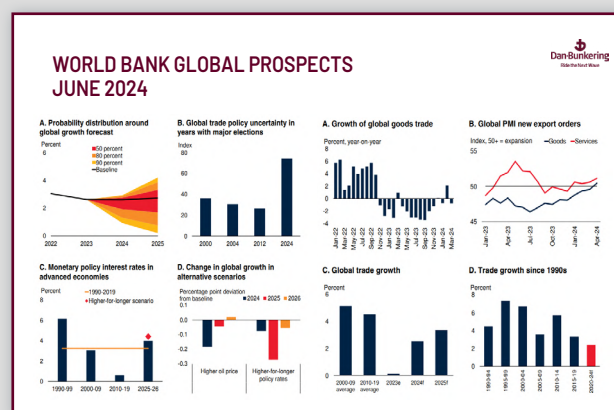 Dan-Bunkering
Ride the Next Wave
WORLD BANK GLOBAL PROSPECTS
JUNE 2024
A. Probability distribution around
global growth forecast
Percent
6
4
2
0
50 percent
80 percent
90 percent
Baseline
2022 2023 2024 2025
B. Global trade policy uncertainty in
years with major elections
Index
80
60
40
20
0
2000 2004 2012 2024
A. Growth of global goods trade
Percent, year-on-year
8
6
4
2
0
-2
-4
Jan-22
Mar-22
May-22
Jul-22
Sep-22
Nov-22
Jan-23
Mar-23
May-23
Jul-23
Sep-23
Nov-23
Jan-24
Mar-24
B. Global PMI new export orders
Index, 50+ = expansion
Goods Services
55
50
45
Jan-23
Apr-23
Jul-23
Oct-23
Jan-24
Apr-24
C. Monetary policy interest rates in
advanced economies
Percent
1990-2019
Higher-for-longer scenario
8
6
4
2
0
1990-99 2000-09 2010-19 2025-26
D. Change in global growth in
alternative scenarios
Percentage point deviation
from baseline
2024 2025 2026
0.1
0.0
-0.1
-0.2
-0.3
Higher oil price
Higher-for-longer
policy rates
C. Global trade growth
Percent
6
5
4
3
2
1
0
2000-09
average
2010-19
average
2023e 2024f 2025f
D. Trade growth since 1990s
Percent
8
6
4
2
0
1990-94
1995-99
2000-04
2005-09
2010-14
2015-19
2020-24f